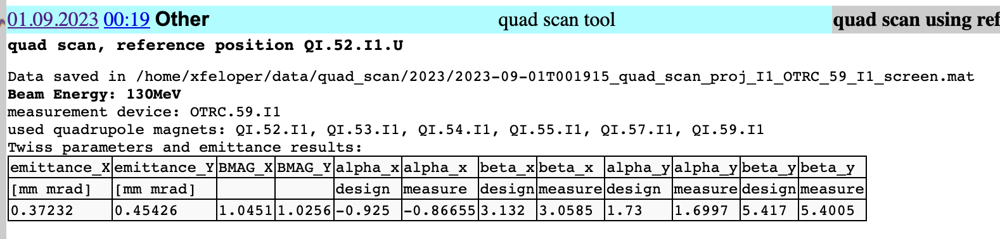 01.09.2023 00:19 Other quad scan tool quad scan using ref
quad scan, reference position QI.52.I1.U
Data saved in /home/xfeloper/data/quad_scan/2023/2023-09-01T001915_quad_scan_proj_I1_OTRC_59_I1_screen.mat
Beam Energy: 130MeV
measurement device: OTRC.59.I1
used quadrupole magnets: QI.52.I1, QI.53.I1, QI.54.I1, QI.55.I1, QI.57.I1, QI.59.I1
Twiss parameters and emittance results:
emittance_X emittance_Y BMAG_X BMAG_Y alpha_x alpha_x beta_x beta_x alpha_y alpha_y beta_y beta_y
[mm mrad] [mm mrad] design measure design measure design measure design measure
0.37232 0.45426 1.0451 1.0256 -0.925 -0.86655 3.132 3.0585 1.73 1.6997 5.417 5.4005